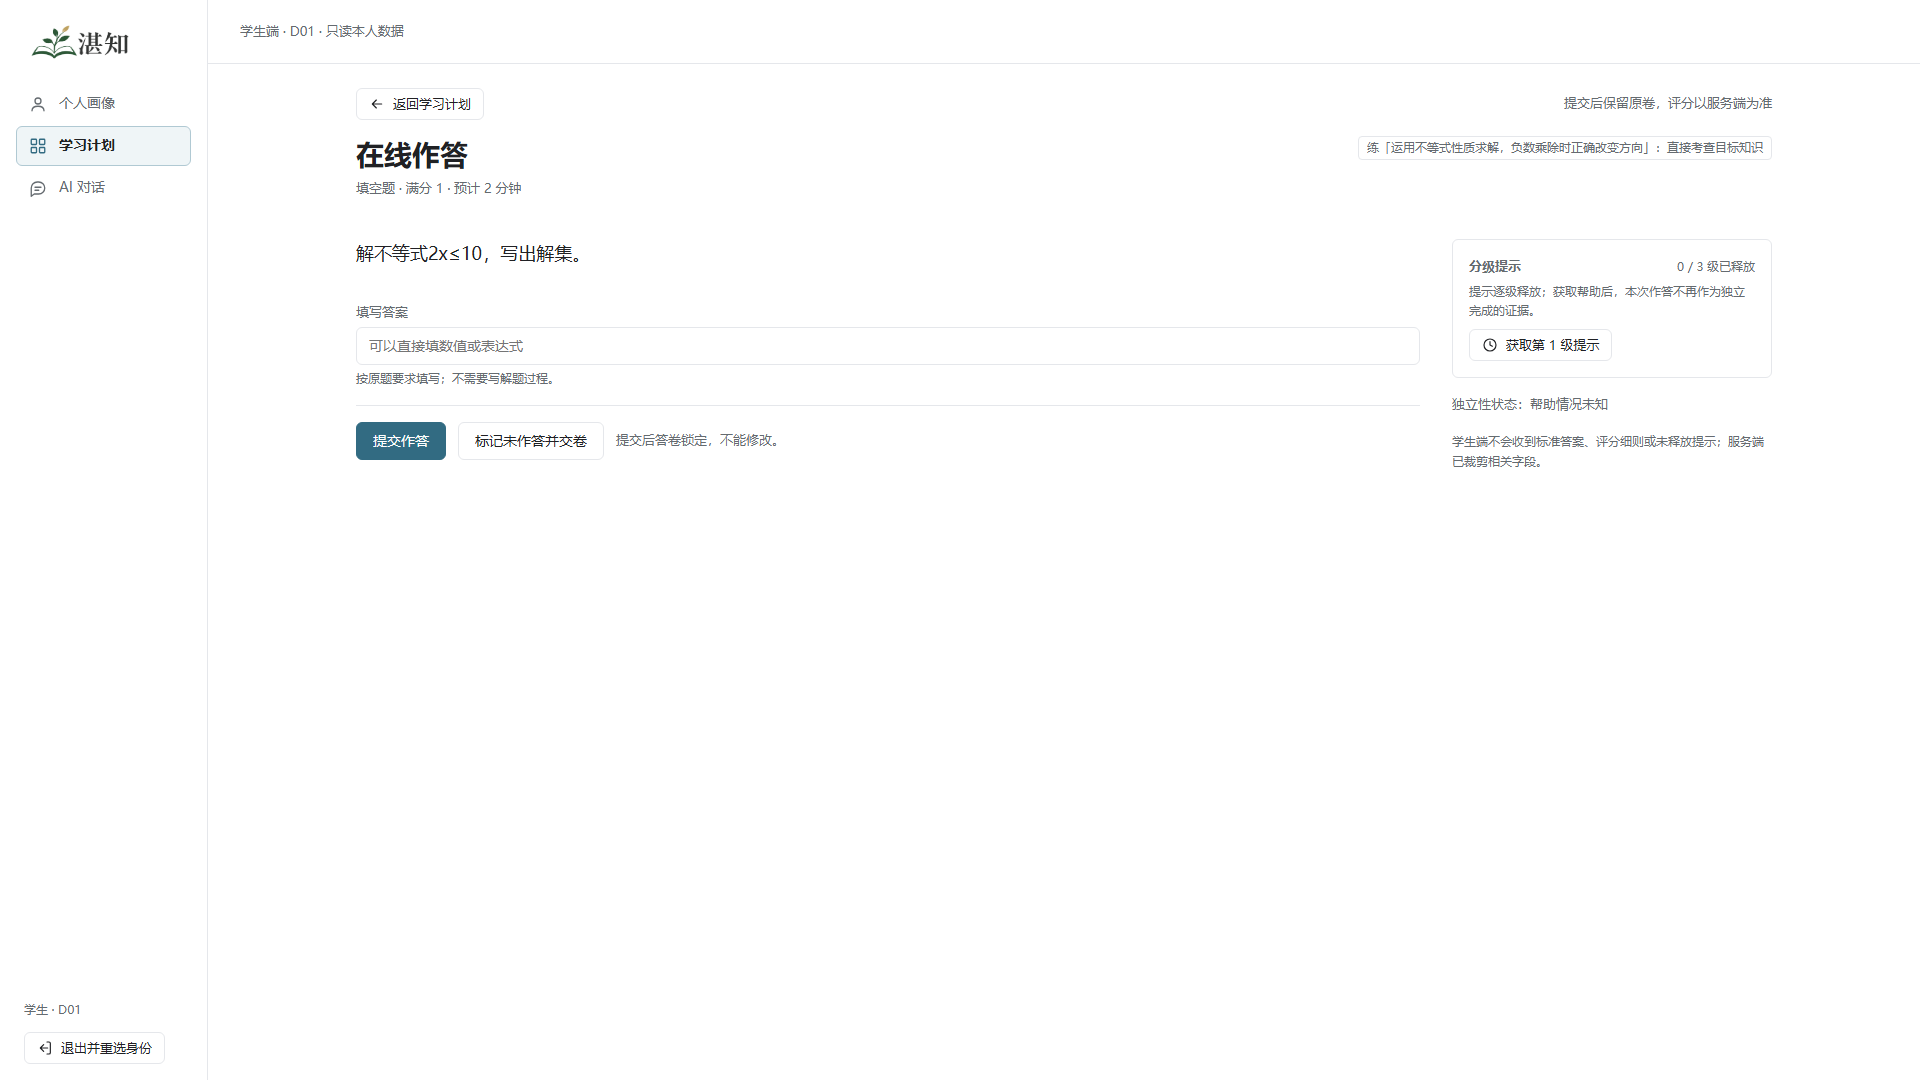 湛知
个人画像
学习计划
AI 对话
学生 · D01
退出并重选身份
学生端 · D01 · 只读本人数据
返回学习计划
提交后保留原卷，评分以服务端为准
在线作答
填空题 · 满分 1 · 预计 2 分钟
练「运用不等式性质求解，负数乘除时正确改变方向」：直接考查目标知识
解不等式2x≤10，写出解集。
填写答案
可以直接填数值或表达式
按原题要求填写；不需要写解题过程。
提交作答
标记未作答并交卷
提交后答卷锁定，不能修改。
分级提示
0 / 3 级已释放
提示逐级释放；获取帮助后，本次作答不再作为独立
完成的证据。
获取第 1 级提示
独立性状态：帮助情况未知
学生端不会收到标准答案、评分细则或未释放提示；服务端
已裁剪相关字段。